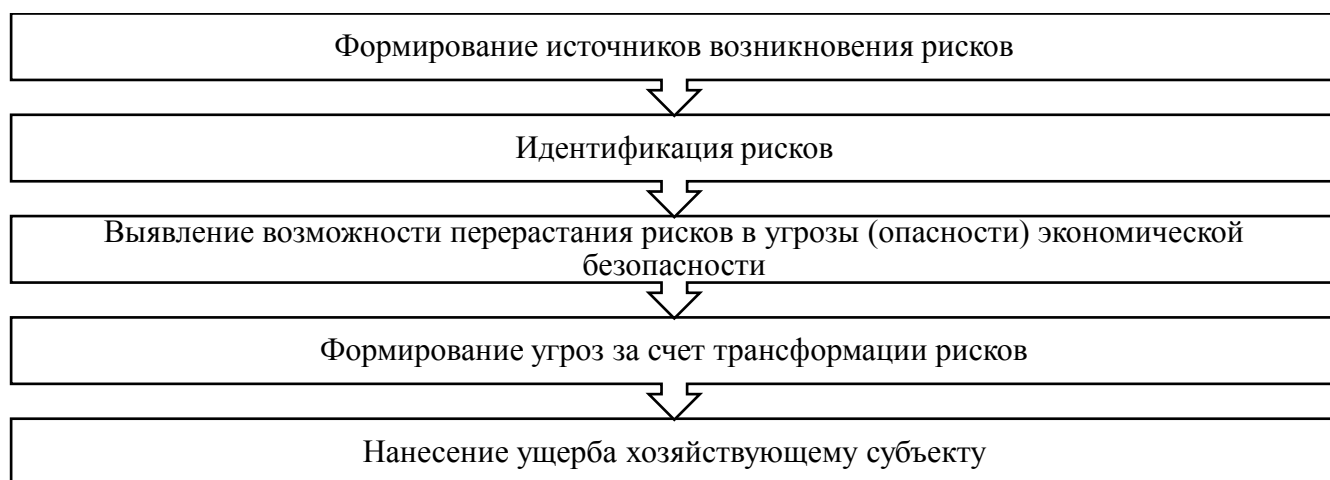 Формирование источников возникновения рисков
Идентификация рисков
Выявление возможности перерастания рисков в угрозы (опасности) экономической
безопасности
Формирование угроз за счет трансформации рисков
Нанесение ущерба хозяйствующему субъекту